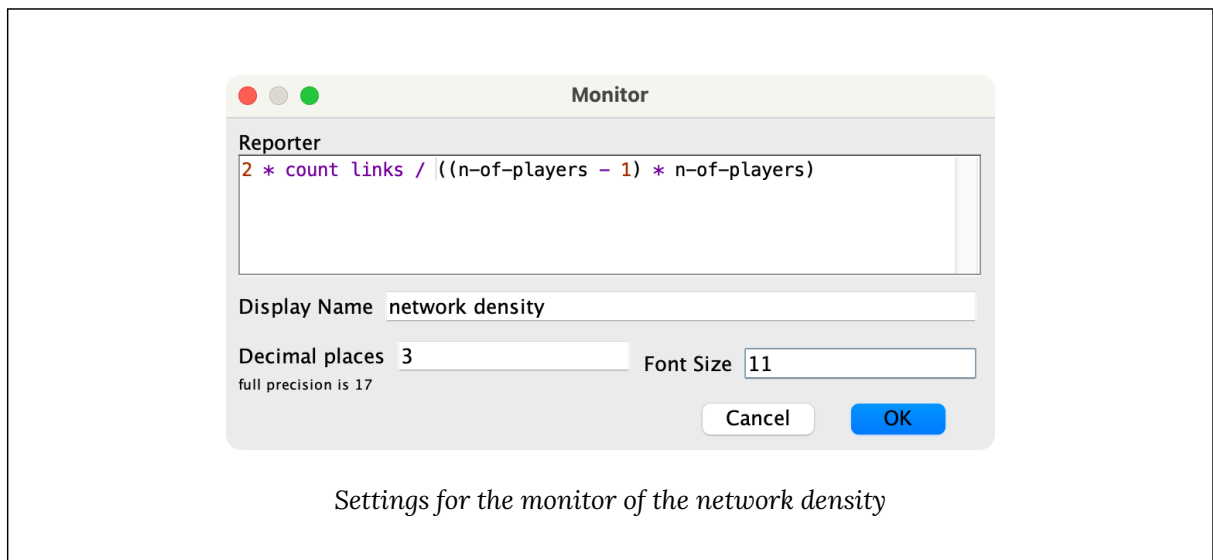 Monitor
Reporter
2 * count links / ((n-of-players - 1) * n-of-players)
Display Name network density
Decimal places 3 Font Size 11
full precision is 17
Cancel OK
Settings for the monitor of the network density